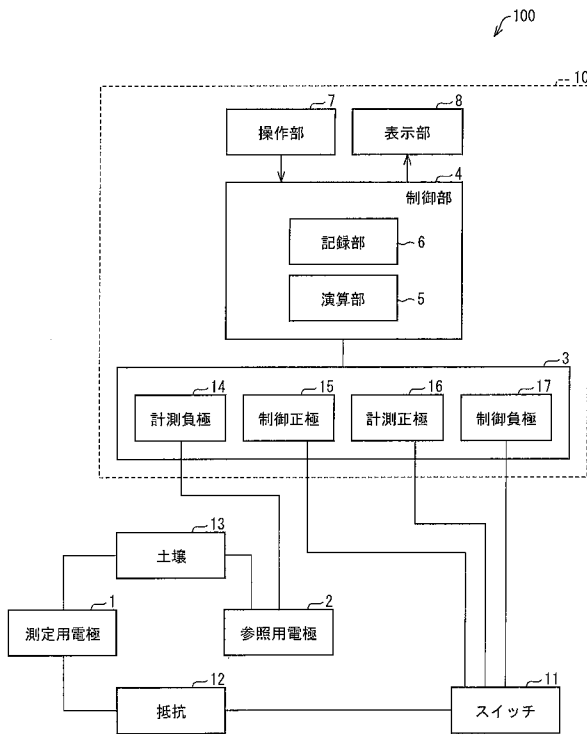 100
10
7
8
操作部
表示部
4
制御部
記録部
6
演算部
5
3
14
15
16
17
計測負極
制御正極
計測正極
制御負極
13
土壌
1
2
測定用電極
参照用電極
12
11
抵抗
スイッチ